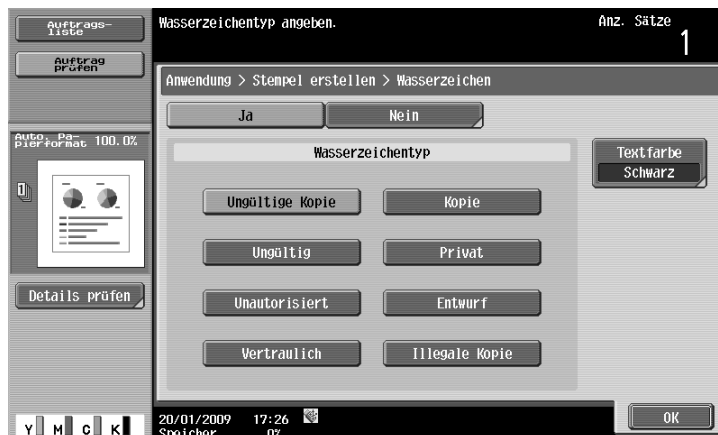 Auftrags-
liste
Auftrag
prüfen
Wasserzeichentyp angeben.
Anz. Sätze
1
Anwendung > Stempel erstellen > Wasserzeichen
Ja
Nein
Auto. Pa-
pierformat 100.0%
1
Wasserzeichentyp
Textfarbe
Schwarz
Ungültige Kopie
Kopie
Ungültig
Privat
Unautorisiert
Entwurf
Vertraulich
Illegale Kopie
Details prüfen
Y M C K
20/01/2009 17:26
Speicher 0%
OK